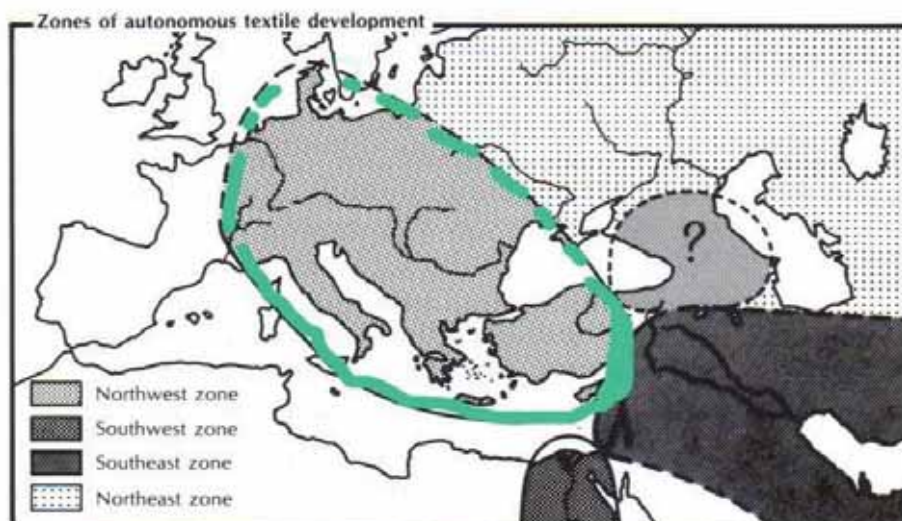 Zones of autonomous textile development
?
Northwest zone
Southwest zone
Southeast zone
Northeast zone